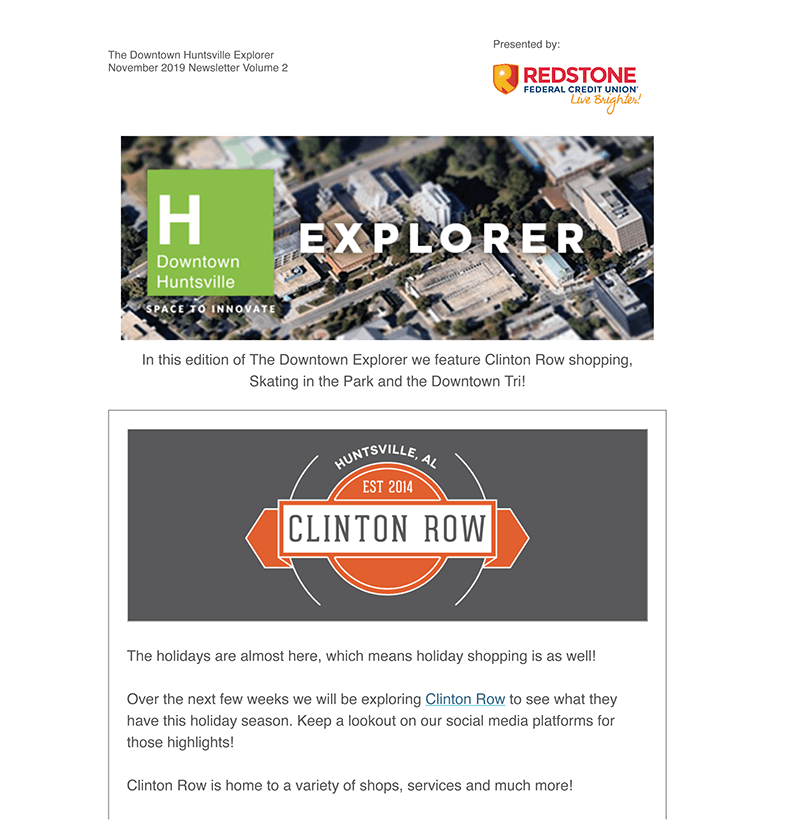 The Downtown Huntsville Explorer
November 2019 Newsletter Volume 2
Presented by:
REDSTONE
FEDERAL CREDIT UNION®
Live Brighter!
H
Downtown
Huntsville
SPACE TO INNOVATE
EXPLORER
In this edition of The Downtown Explorer we feature Clinton Row shopping,
Skating in the Park and the Downtown Tri!
HUNTSVILLE, AL
EST 2014
CLINTON ROW
The holidays are almost here, which means holiday shopping is as well!
Over the next few weeks we will be exploring Clinton Row to see what they
have this holiday season. Keep a lookout on our social media platforms for
those highlights!
Clinton Row is home to a variety of shops, services and much more!